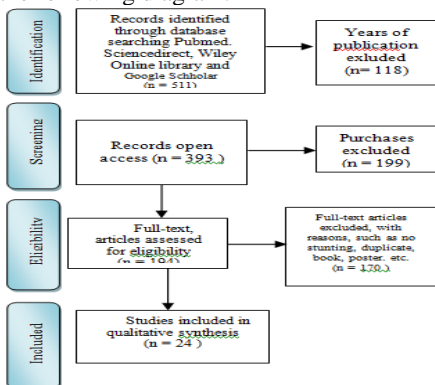 Identification
Records identified
through database
searching Pubmed.
Sciencedirect, Wiley
Online library and
Google Schholar
(n = 511)
Years of
publication
exluded
(n= 118)
Screening
Records open
access (n = 393 )
Purchases
excluded
(n = 199)
Eligibility
Full-text,
articles assessed
for eligibility
(n = 194)
Full-text articles
excluded, with
reasons, such as no
stunting, duplicate,
book, poster. etc.
(n = 170 )
Included
Studies included in
qualitative synthesis
(n = 24 )